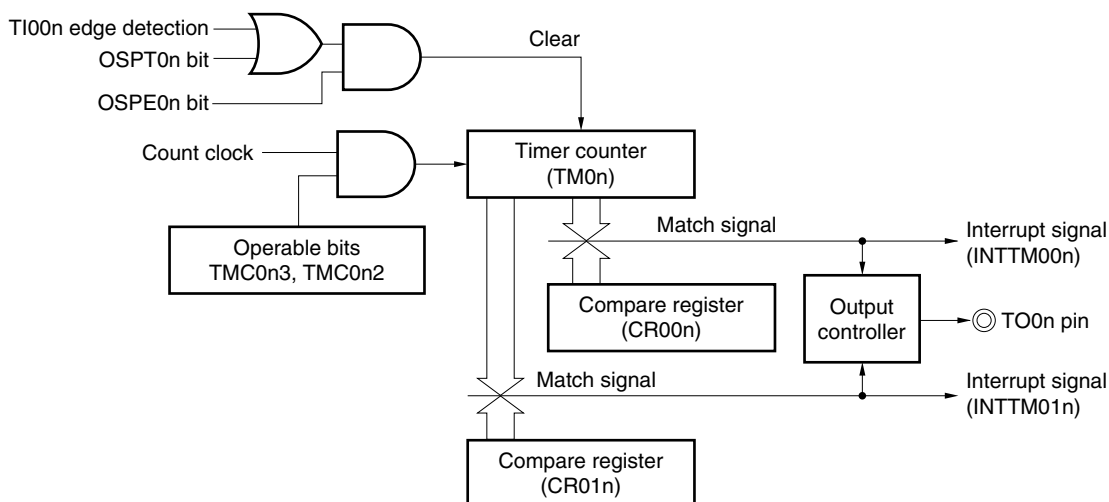 TI00n edge detection
OSPT0n bit
OSPE0n bit
Clear
Count clock
Timer counter
(TM0n)
Operable bits
TMC0n3, TMC0n2
Match signal
Interrupt signal
(INTTM00n)
Compare register
(CR00n)
Output
controller
TO0n pin
Match signal
Interrupt signal
(INTTM01n)
Compare register
(CR01n)